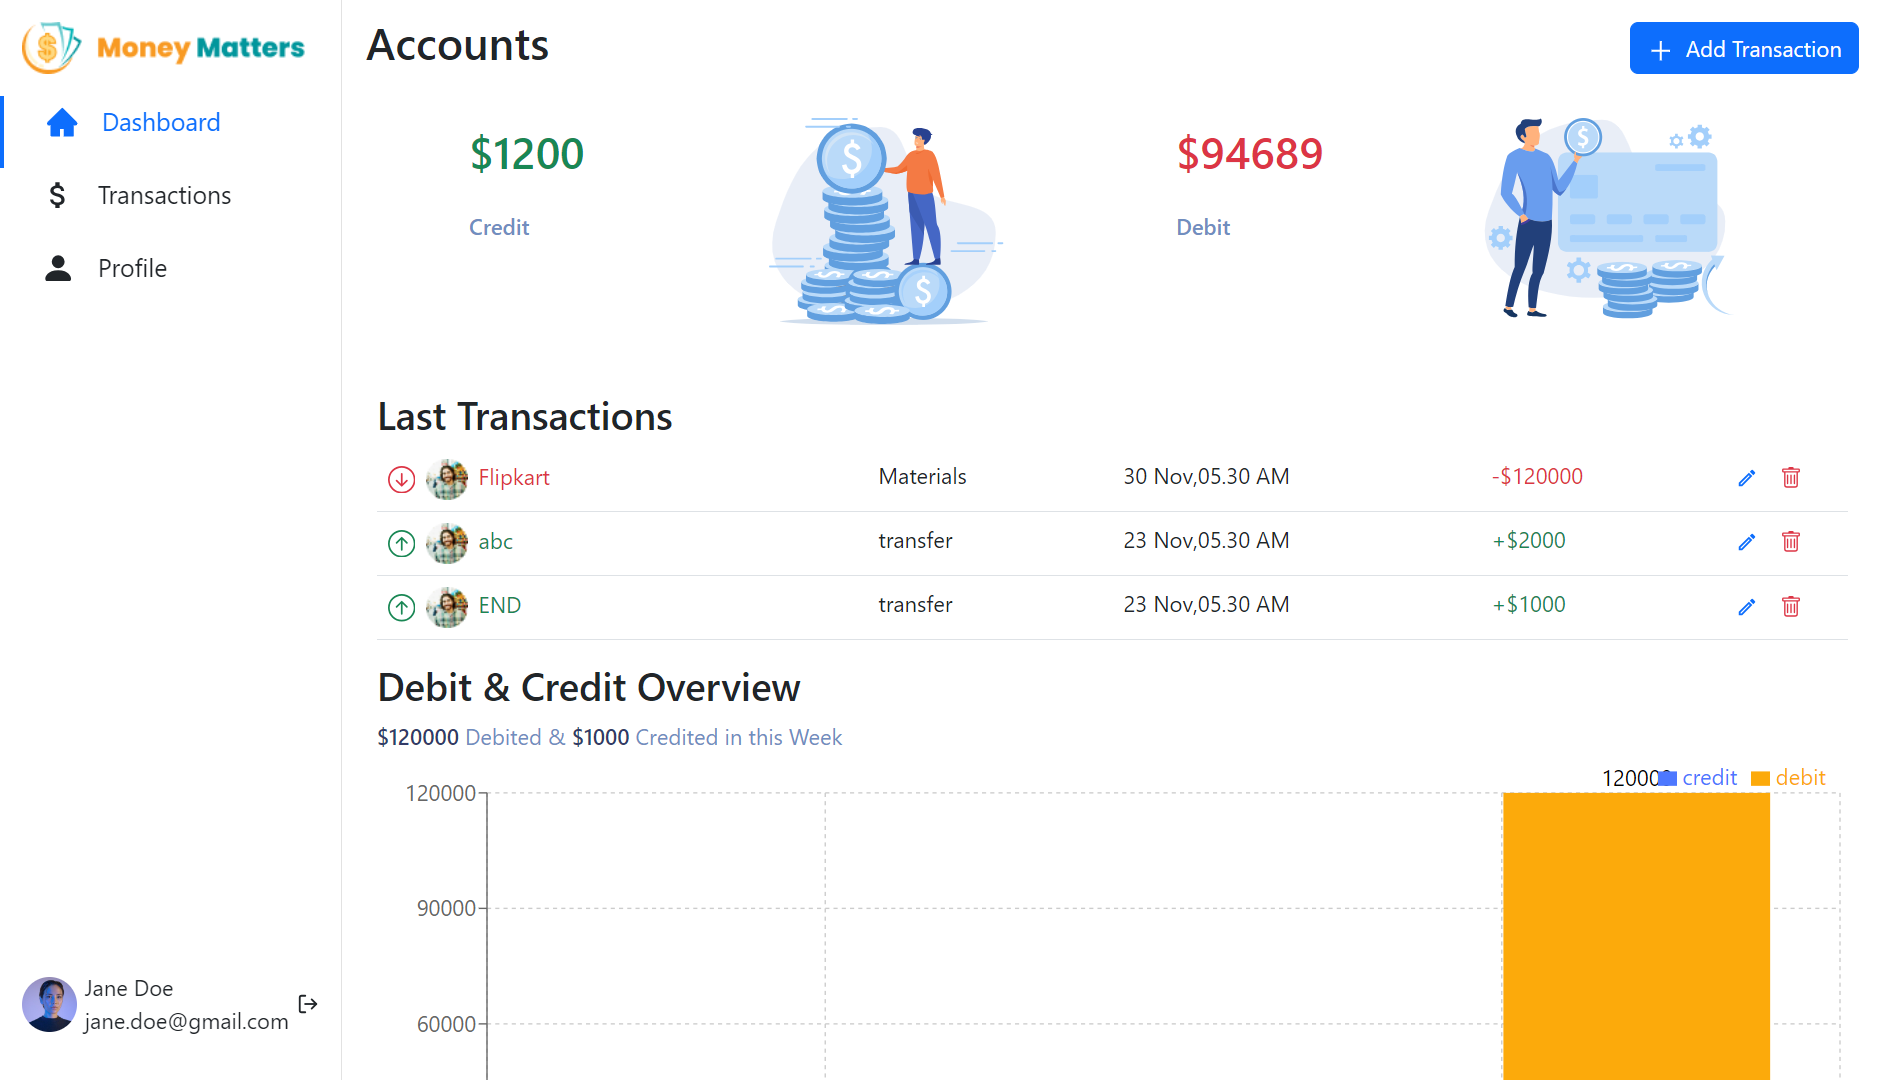 Money Matters
Dashboard
Transactions
Profile
Jane Doe
jane.doe@gmail.com
Accounts
Add Transaction
$1200
Credit
$94689
Debit
Last Transactions
Flipkart Materials 30 Nov,05.30 AM -$120000
abc transfer 23 Nov,05.30 AM +$2000
END transfer 23 Nov,05.30 AM +$1000
Debit & Credit Overview
$120000 Debited & $1000 Credited in this Week
120000 credit debit
120000
90000
60000